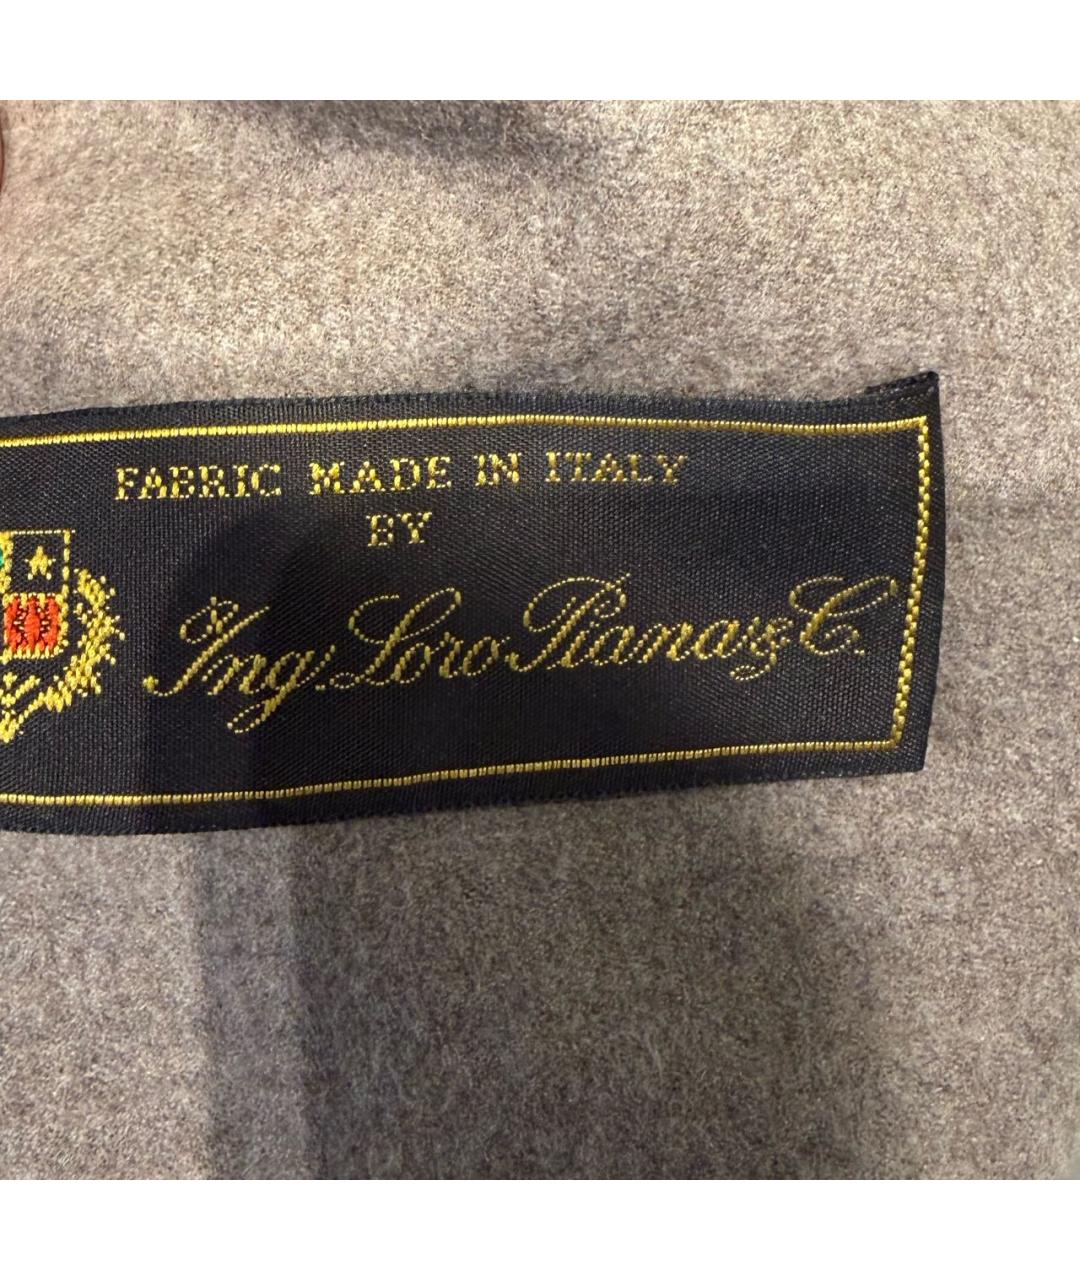 FABRIC MADE IN ITALY
BY
Ing. Loro Piana & C.